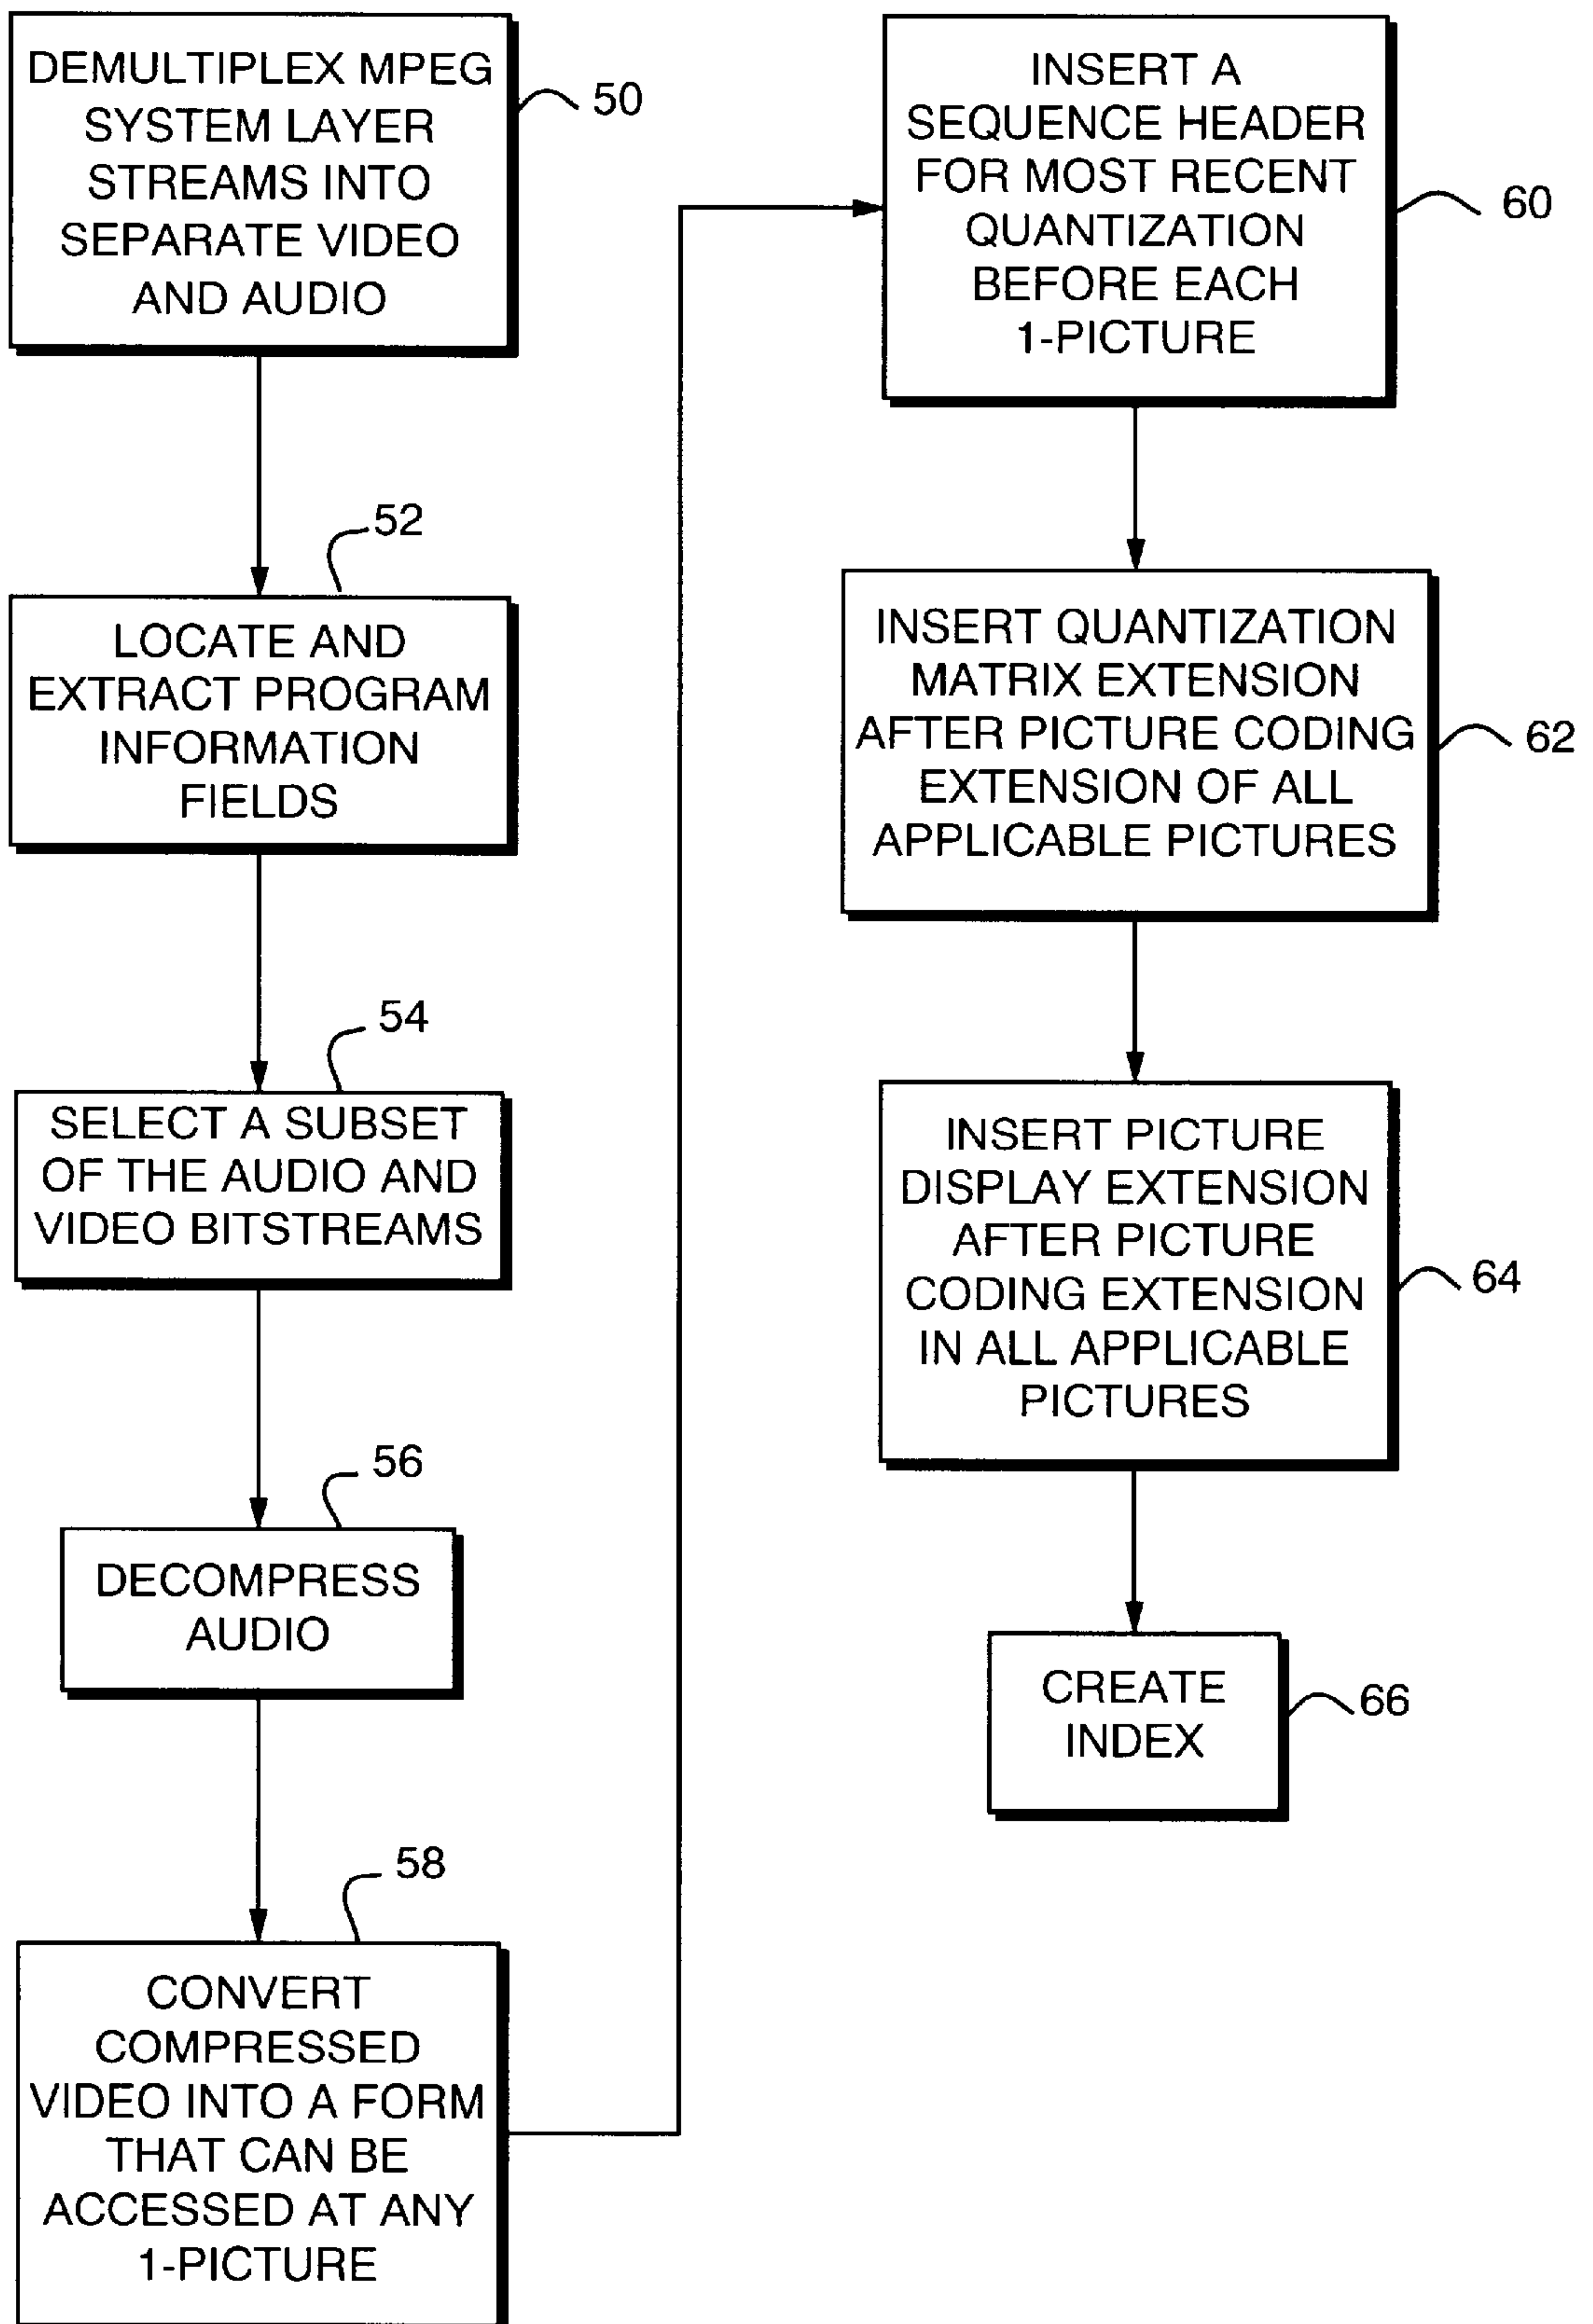 DEMULTIPLEX MPEG
SYSTEM LAYER
STREAMS INTO
SEPARATE VIDEO
AND AUDIO
50
52
LOCATE AND
EXTRACT PROGRAM
INFORMATION
FIELDS
54
SELECT A SUBSET
OF THE AUDIO AND
VIDEO BITSTREAMS
56
DECOMPRESS
AUDIO
58
CONVERT
COMPRESSED
VIDEO INTO A FORM
THAT CAN BE
ACCESSED AT ANY
1-PICTURE
INSERT A
SEQUENCE HEADER
FOR MOST RECENT
QUANTIZATION
BEFORE EACH
1-PICTURE
60
INSERT QUANTIZATION
MATRIX EXTENSION
AFTER PICTURE CODING
EXTENSION OF ALL
APPLICABLE PICTURES
62
INSERT PICTURE
DISPLAY EXTENSION
AFTER PICTURE
CODING EXTENSION
IN ALL APPLICABLE
PICTURES
64
CREATE
INDEX
66